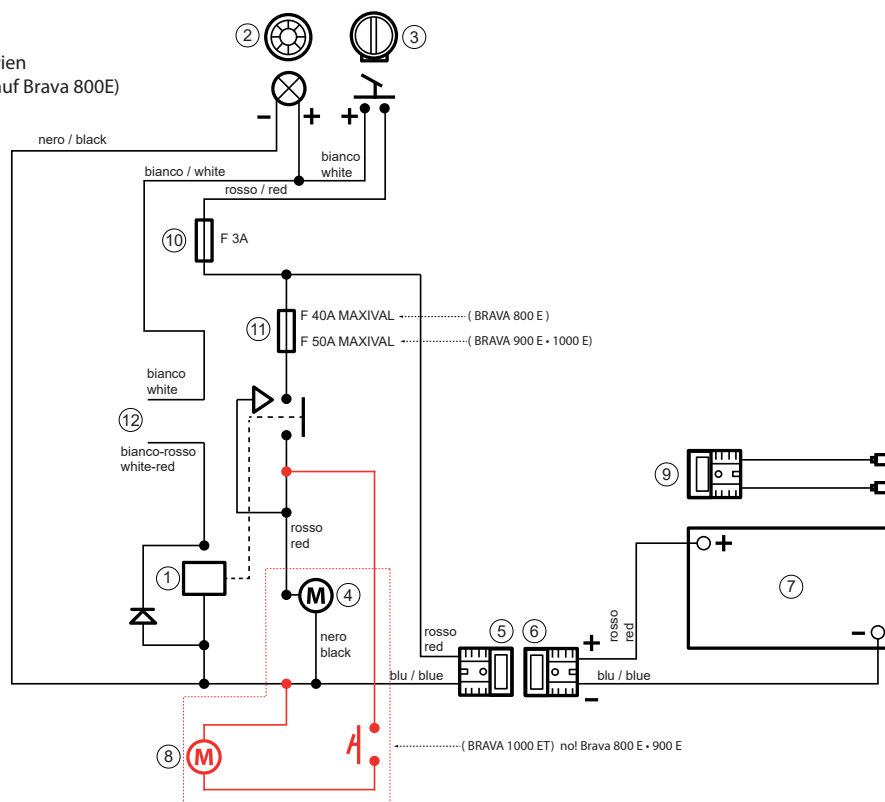 2
3
ien
auf Brava 800E)
-
+
+
nero / black
bianco / white
bianco
white
rosso / red
10
F 3A
11
F 40A MAXIVAL
( BRAVA 800 E )
F 50A MAXIVAL
( BRAVA 900 E • 1000 E)
bianco
white
12
bianco-rosso
white-red
9
rosso
red
1
M
4
nero
black
rosso
red
5
6
+
rosso
red
+
7
-
blu / blue
blu / blue
-
8
M
( BRAVA 1000 ET) no! Brava 800 E • 900 E